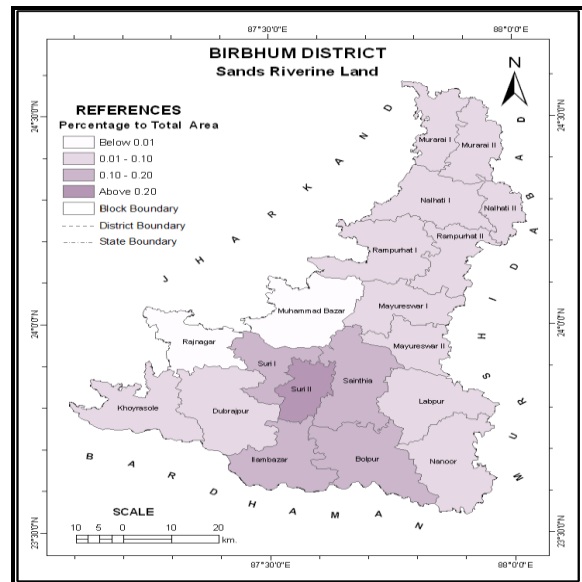 87°30'0"E 88°0'0"E
BIRBHUM DISTRICT
Sands Riverine Land
N
24°30'0"N 24°30'0"N
REFERENCES
Percentage to Total Area
Below 0.01
0.01 - 0.10
0.10 - 0.20
Above 0.20
Block Boundary
District Boundary
State Boundary
JHARKAND
MURSHIDABAD
BARDHAMAN
Murarai I
Murarai II
Nalhati I
Nalhati II
Rampurhat II
Rampurhat I
Muhammad Bazar
Mayureswar I
24°0'0"N 24°0'0"N
Rajnagar
Mayureswar II
Suri I
Suri II
Sainthia
Khoyrasole
Dubrajpur
Labpur
Ilambazar
Bolpur
Nanoor
SCALE
10 5 0 10 20
km.
23°30'0"N 23°30'0"N
87°30'0"E 88°0'0"E